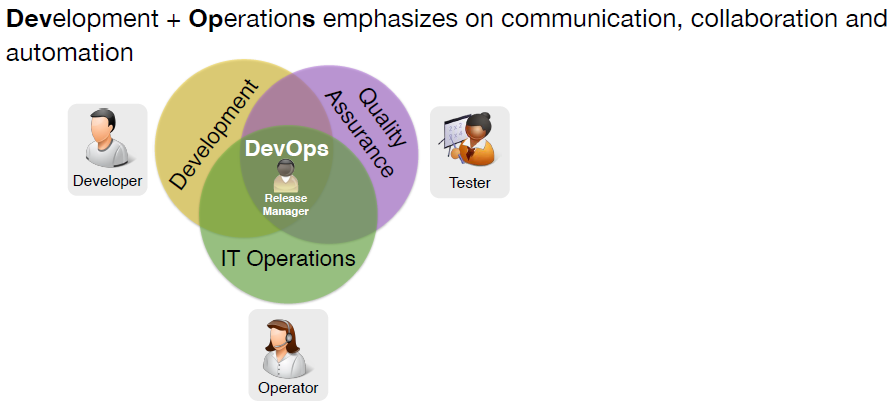 Development + Operations emphasizes on communication, collaboration and
automation
Development
Quality
Assurance
DevOps
Release
Manager
IT Operations
Developer
Tester
Operator